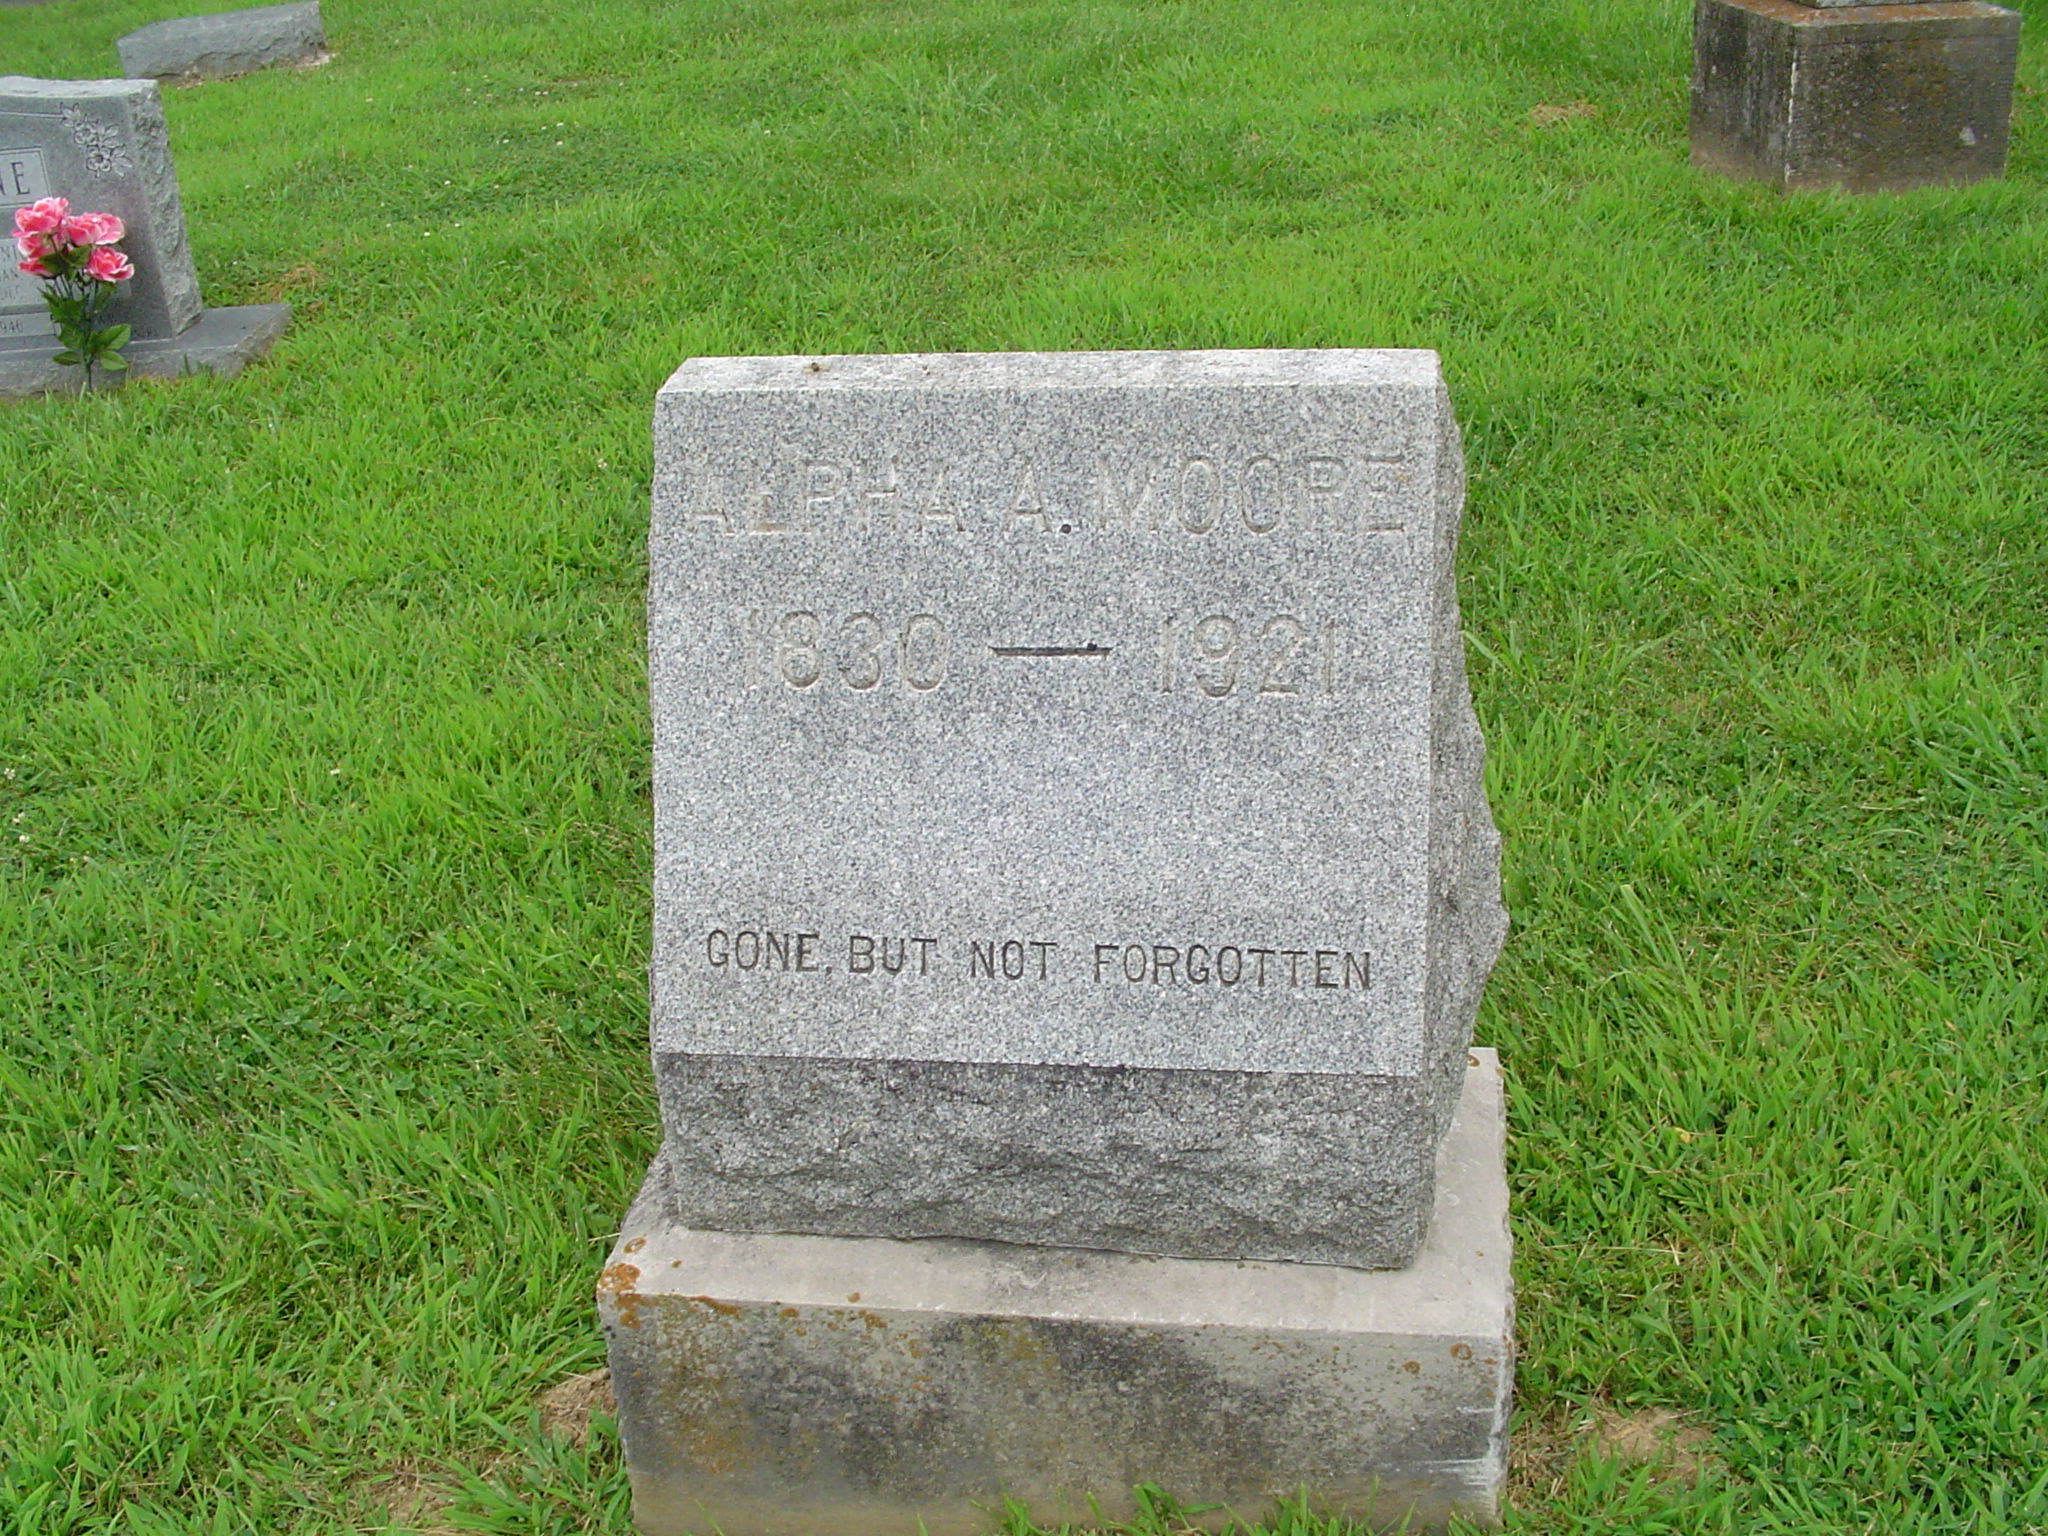 ALPHA A. MOORE
1830 — 1921
GONE, BUT NOT FORGOTTEN